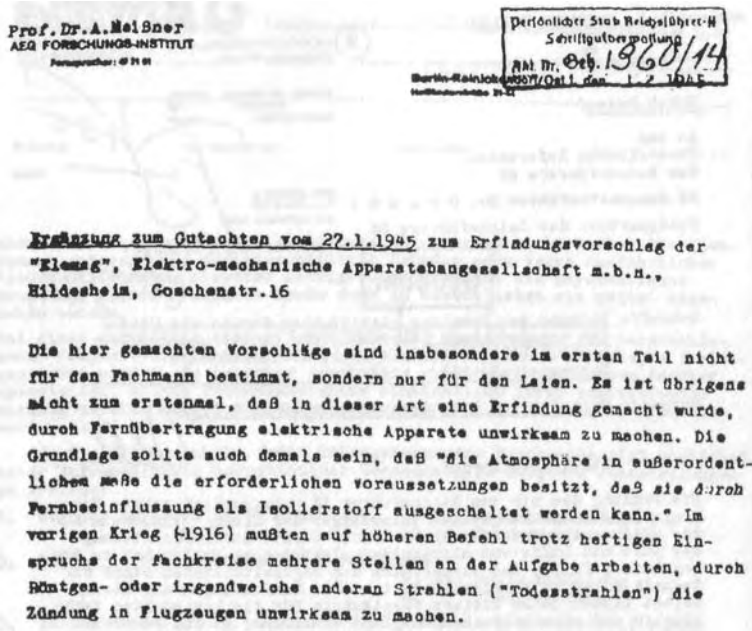 Prof. Dr. A. Meißner
AEG FORSCHUNGS-INSTITUT
Fernsprecher:
Persönlicher Stab Reichsführer-SS
Schriftgutverwaltung
Akt. Nr. Geh. 1960/14
Berlin-Reinickendorf/Ost 1, den 1.2.1945
Ergänzung zum Gutachten vom 27.1.1945 zum Erfindungsvorschlag der
"Elemeg", Elektro-mechanische Apparatebaugesellschaft m.b.H.,
Hildesheim, Goschenstr.16
Die hier gemachten Vorschläge sind insbesondere im ersten Teil nicht
für den Fachmann bestimmt, sondern nur für den Laien. Es ist übrigens
nicht zum erstenmal, daß in dieser Art eine Erfindung gemacht wurde,
durch Fernübertragung elektrische Apparate unwirksam zu machen. Die
Grundlage sollte auch damals sein, daß "die Atmosphäre in außerordent-
lichem maße die erforderlichen voraussetzungen besitzt, daß sie durch
Fernbeeinflussung als Isolierstoff ausgeschaltet werden kann." Im
vorigen Krieg (-1916) mußten auf höheren Befehl trotz heftigen Ein-
spruchs der Fachkreise mehrere Stellen an der Aufgabe arbeiten, durch
Röntgen- oder irgendwelche anderan Strahlen ("Todesstrahlen") die
Zündung in Flugzeugen unwirksam zu machen.